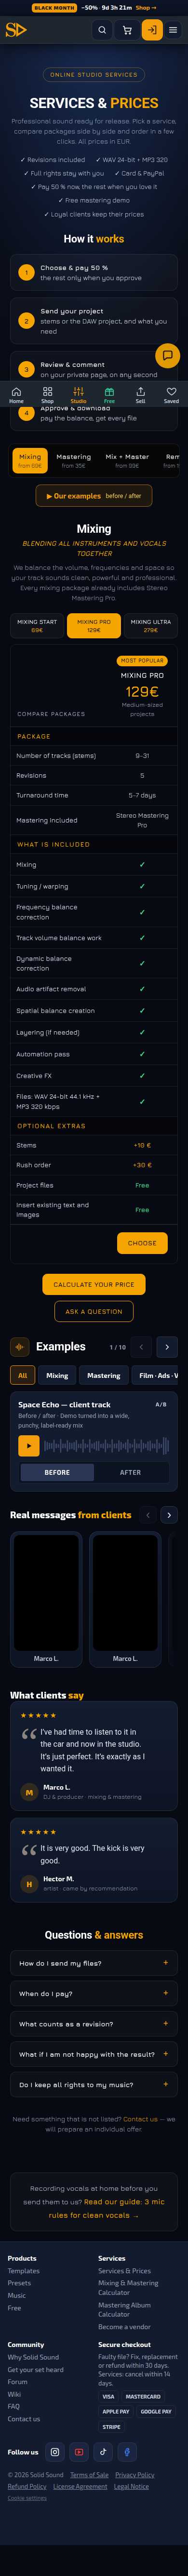 BLACK MONTH -50% · 9d 3h 21m Shop →
ONLINE STUDIO SERVICES
SERVICES & PRICES
Professional sound ready for release. Pick a service,
compare packages side by side and order in a few
clicks. All prices in EUR.
✓ Revisions included ✓ WAV 24-bit + MP3 320
✓ Full rights stay with you ✓ Card & PayPal
✓ Pay 50 % now, the rest when you love it
✓ Free mastering demo
✓ Loyal clients keep their prices
How it works
1 Choose & pay 50 %
the rest only when you approve
2 Send your project
stems or the DAW project, and what you
need
3 Review & comment
on your private page, on any second
Home Shop Studio Free Sell Saved
4 Approve & download
pay the balance, get every file
Mixing Mastering Mix + Master
from 69€ from 35€ from 99€
▶ Our examples before / after
Mixing
BLENDING ALL INSTRUMENTS AND VOCALS
TOGETHER
We balance the volume, frequencies and space so
your track sounds clean, powerful and professional.
Every mixing package already includes Stereo
Mastering Pro.
MIXING START MIXING PRO MIXING ULTRA
69€ 129€ 279€
MOST POPULAR
MIXING PRO
129€
Medium-sized
projects
COMPARE PACKAGES
PACKAGE
Number of tracks (stems) 9-31
Revisions 5
Turnaround time 5-7 days
Mastering included Stereo Mastering
Pro
WHAT IS INCLUDED
Mixing ✓
Tuning / warping ✓
Frequency balance
correction ✓
Track volume balance work ✓
Dynamic balance
correction ✓
Audio artifact removal ✓
Spatial balance creation ✓
Layering (if needed) ✓
Automation pass ✓
Creative FX ✓
Files: WAV 24-bit 44.1 kHz +
MP3 320 kbps ✓
OPTIONAL EXTRAS
Stems +10 €
Rush order +30 €
Project files Free
Insert existing text and
images Free
CHOOSE
CALCULATE YOUR PRICE
ASK A QUESTION
Examples 1 / 10
All Mixing Mastering Film · Ads · V
Space Echo — client track A/B
Before / after · Demo turned into a wide,
punchy, label-ready mix
BEFORE AFTER
Real messages from clients
Marco L. Marco L.
What clients say
★★★★★
I've had time to listen to it in
the car and now in the studio.
It's just perfect. It's exactly as I
wanted it.
M Marco L.
DJ & producer · mixing & mastering
★★★★★
It is very good. The kick is very
good.
H Hector M.
artist · came by recommendation
Questions & answers
How do I send my files? +
When do I pay? +
What counts as a revision? +
What if I am not happy with the result? +
Do I keep all rights to my music? +
Need something that is not listed? Contact us — we
will prepare an individual offer.
Recording vocals at home before you
send them to us? Read our guide: 3 mic
rules for clean vocals →
Products Services
Templates Services & Prices
Presets Mixing & Mastering
Calculator
Music Mastering Album
Calculator
Free Become a vendor
Community Secure checkout
Why Solid Sound Faulty file? Fix, replacement
or refund within 30 days.
Services: cancel within 14
days.
Get your set heard
Forum
Wiki
FAQ
Contact us
VISA MASTERCARD
APPLE PAY GOOGLE PAY
STRIPE
Follow us
© 2026 Solid Sound Terms of Sale Privacy Policy
Refund Policy License Agreement Legal Notice
Cookie settings